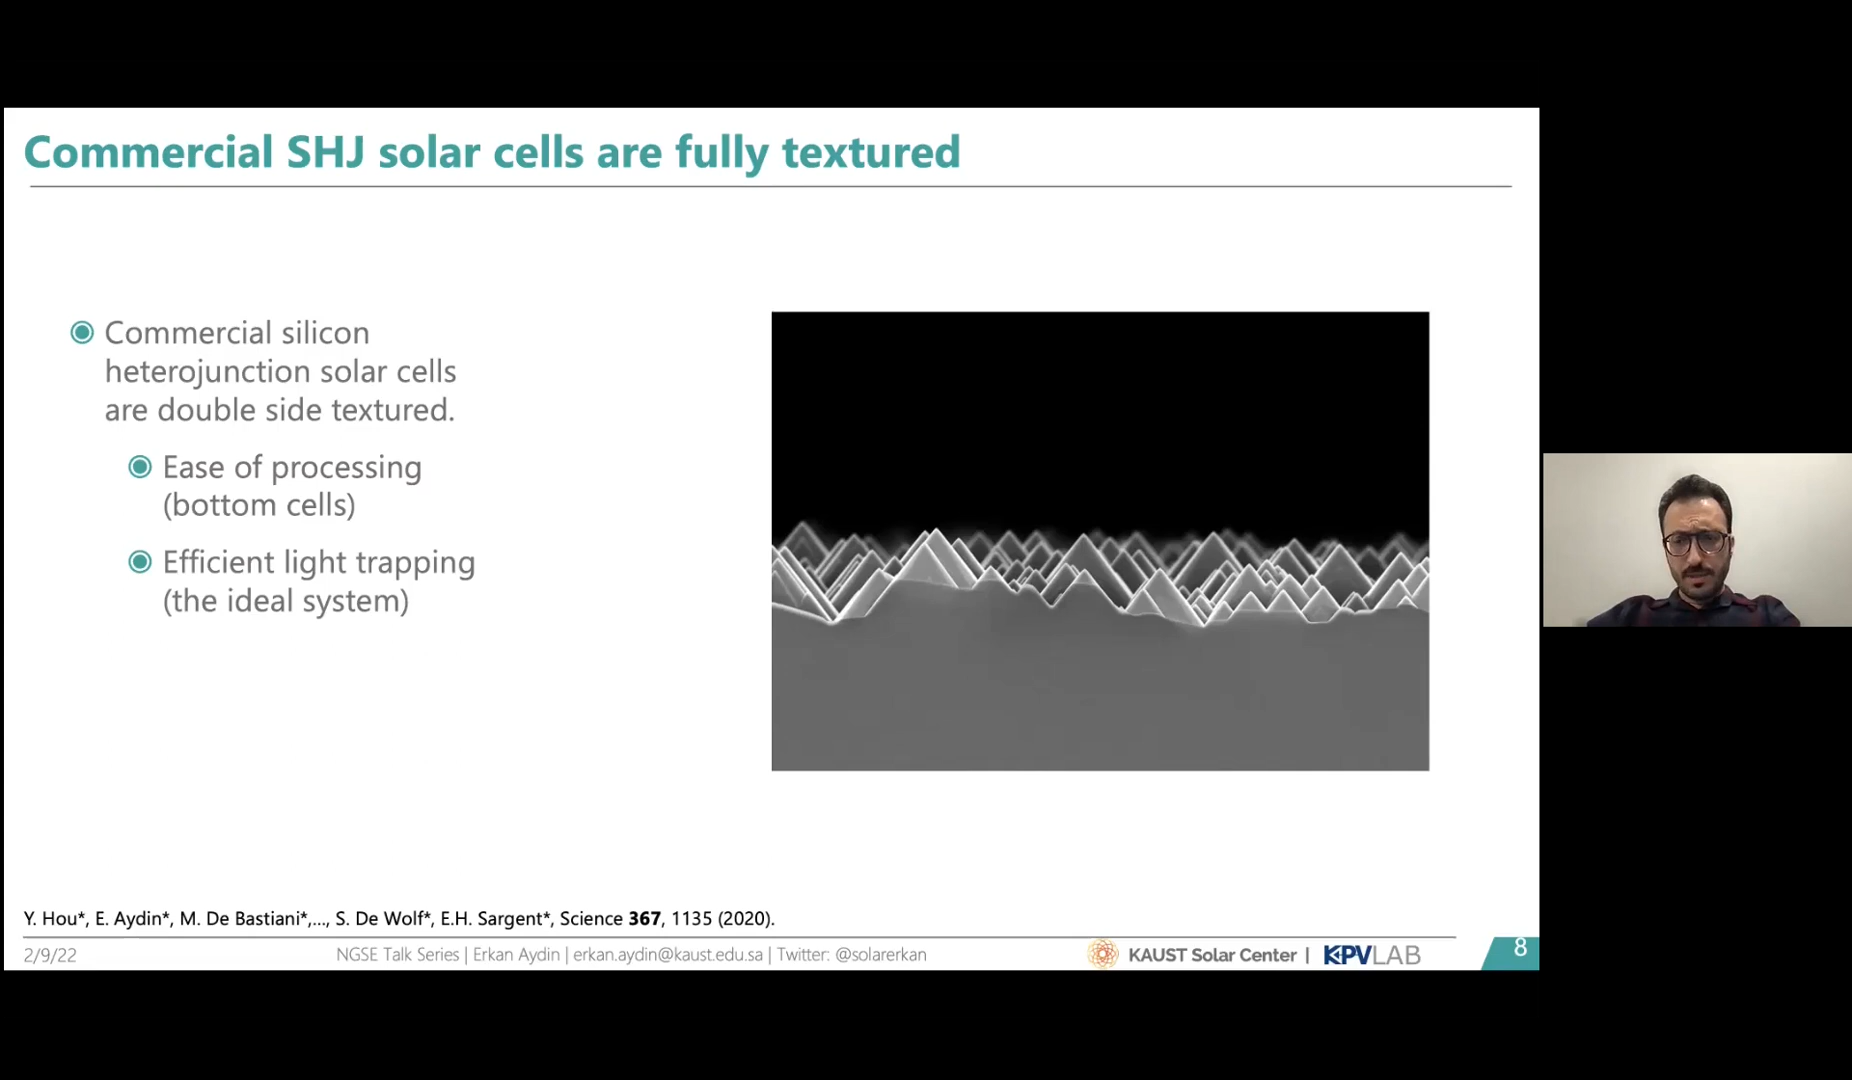 Commercial SHJ solar cells are fully textured
Commercial silicon
heterojunction solar cells
are double side textured.
Ease of processing
(bottom cells)
Efficient light trapping
(the ideal system)
Y. Hou*, E. Aydin*, M. De Bastiani*,..., S. De Wolf*, E.H. Sargent*, Science 367, 1135 (2020).
2/9/22
NGSE Talk Series | Erkan Aydin | erkan.aydin@kaust.edu.sa | Twitter: @solarerkan
KAUST Solar Center | KPVLAB
8